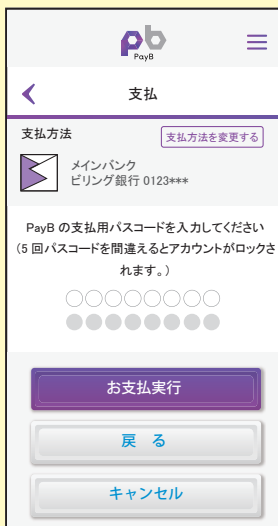 pb
PayB
支払
支払方法
支払方法を変更する
メインバンク
ビリング銀行 0123***
PayB の支払用パスコードを入力してください
(5 回パスコードを間違えるとアカウントがロックさ
れます。)
お支払実行
戻 る
キャンセル